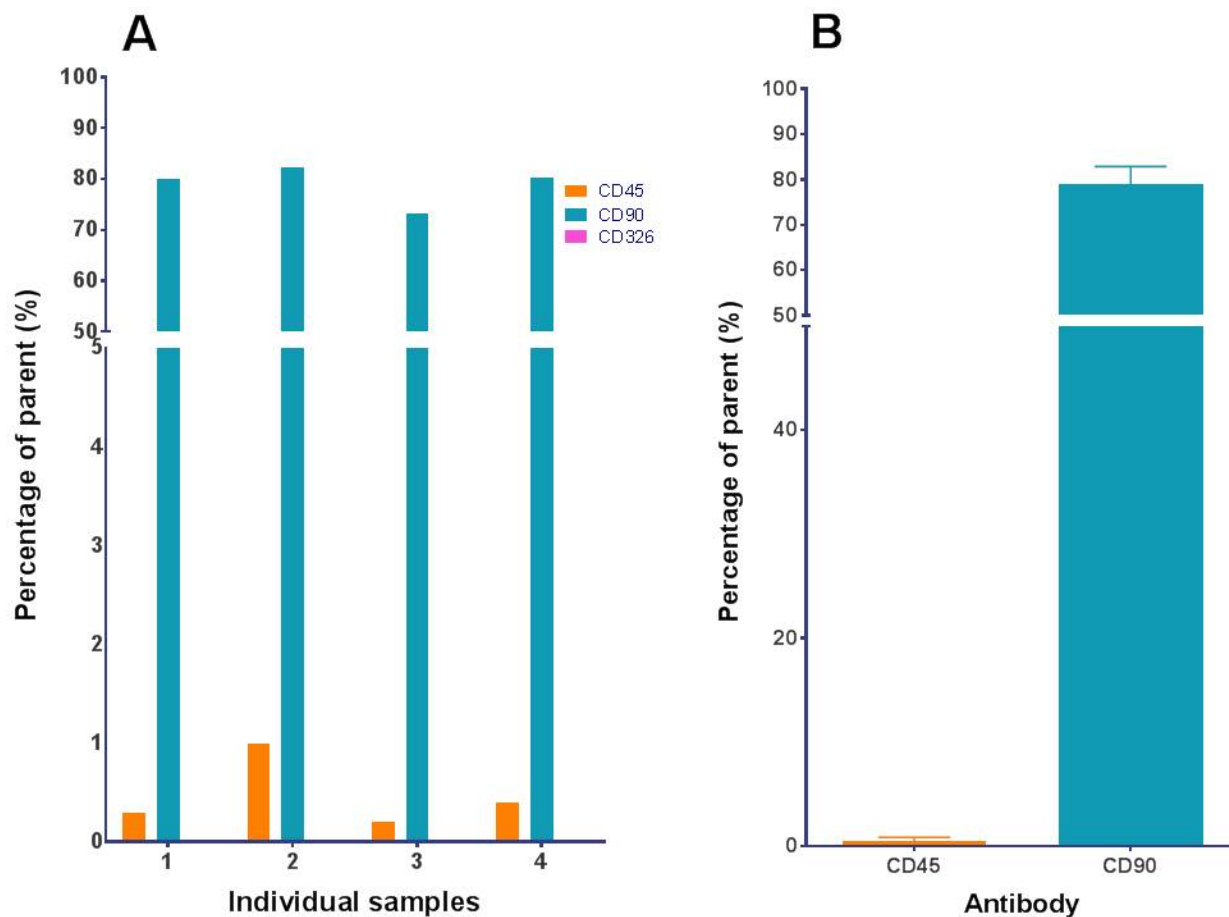 A
Percentage of parent (%)
100
90
80
70
60
50
5
4
3
2
1
0
1 2 3 4
Individual samples
CD45
CD90
CD326
B
Percentage of parent (%)
100
90
80
70
60
50
40
20
0
CD45 CD90
Antibody